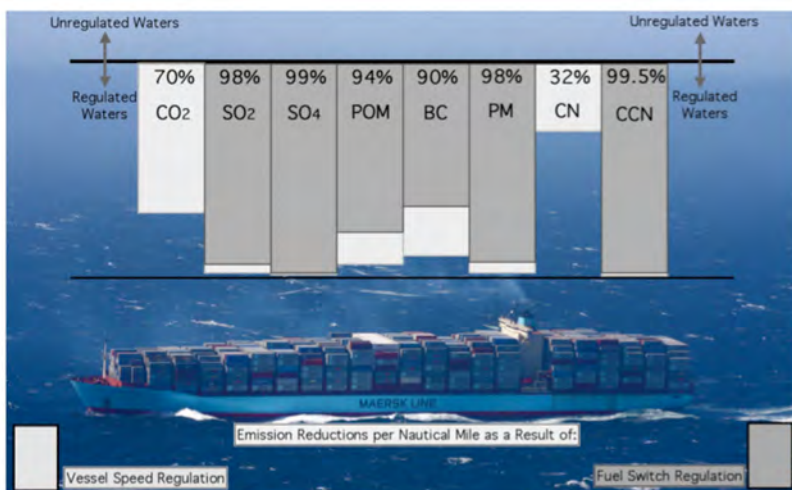 Unregulated Waters
Unregulated Waters
Regulated
Waters
Regulated
Waters
70% 98% 99% 94% 90% 98% 32% 99.5%
CO2 SO2 SO4 POM BC PM CN CCN
MAERSK LINE
Emission Reductions per Nautical Mile as a Result of:
Vessel Speed Regulation
Fuel Switch Regulation